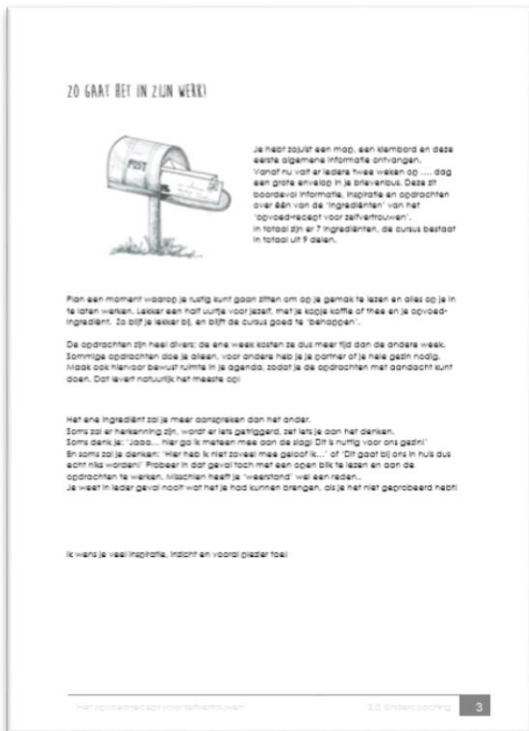 ZO GAAT HET IN ZIJN WERK!
POST
Je hebt zojuist een map, een klembord en deze
eerste algemene informatie ontvangen.
Vanaf nu valt er iedere twee weken op .... dag
een grote envelop in je brievenbus. Deze zit
boordevol informatie, inspiratie en opdrachten
over één van de 'ingrediënten' van het
'opvoed-recept voor zelfvertrouwen'.
In totaal zijn er 7 ingrediënten, de cursus bestaat
in totaal uit 9 delen.
Plan een moment waarop je rustig kunt gaan zitten om op je gemak te lezen en alles op je in
te laten werken. Lekker een half uurtje voor jezelf, met je kopje koffie of thee en je opvoed-
ingrediënt. Zo blijf je lekker bij, en blijft de cursus goed te 'behappen'.
De opdrachten zijn heel divers; de ene week kosten ze dus meer tijd dan de andere week.
Sommige opdrachten doe je alleen, voor andere heb je je partner of je hele gezin nodig.
Maak ook hiervoor bewust ruimte in je agenda, zodat je de opdrachten met aandacht kunt
doen. Dat levert natuurlijk het meeste op!
Het ene ingrediënt zal je meer aanspreken dan het ander.
Soms zal er herkenning zijn, wordt er iets getriggerd, zet iets je aan het denken.
Soms denk je: 'Jaaa... hier ga ik meteen mee aan de slag! Dit is nuttig voor ons gezin!'
En soms zal je denken: 'Hier heb ik niet zoveel mee geloof ik...' of 'Dit gaat bij ons in huis dus
echt niks worden!' Probeer in dat geval toch met een open blik te lezen en aan de
opdrachten te werken. Misschien heeft je 'weerstand' wel een reden..
Je weet in ieder geval nooit wat het je had kunnen brengen, als je het niet geprobeerd hebt!
Ik wens je veel inspiratie, inzicht en vooral plezier toe!
Het opvoedrecept voor zelfvertrouwen
Kindercoaching
3